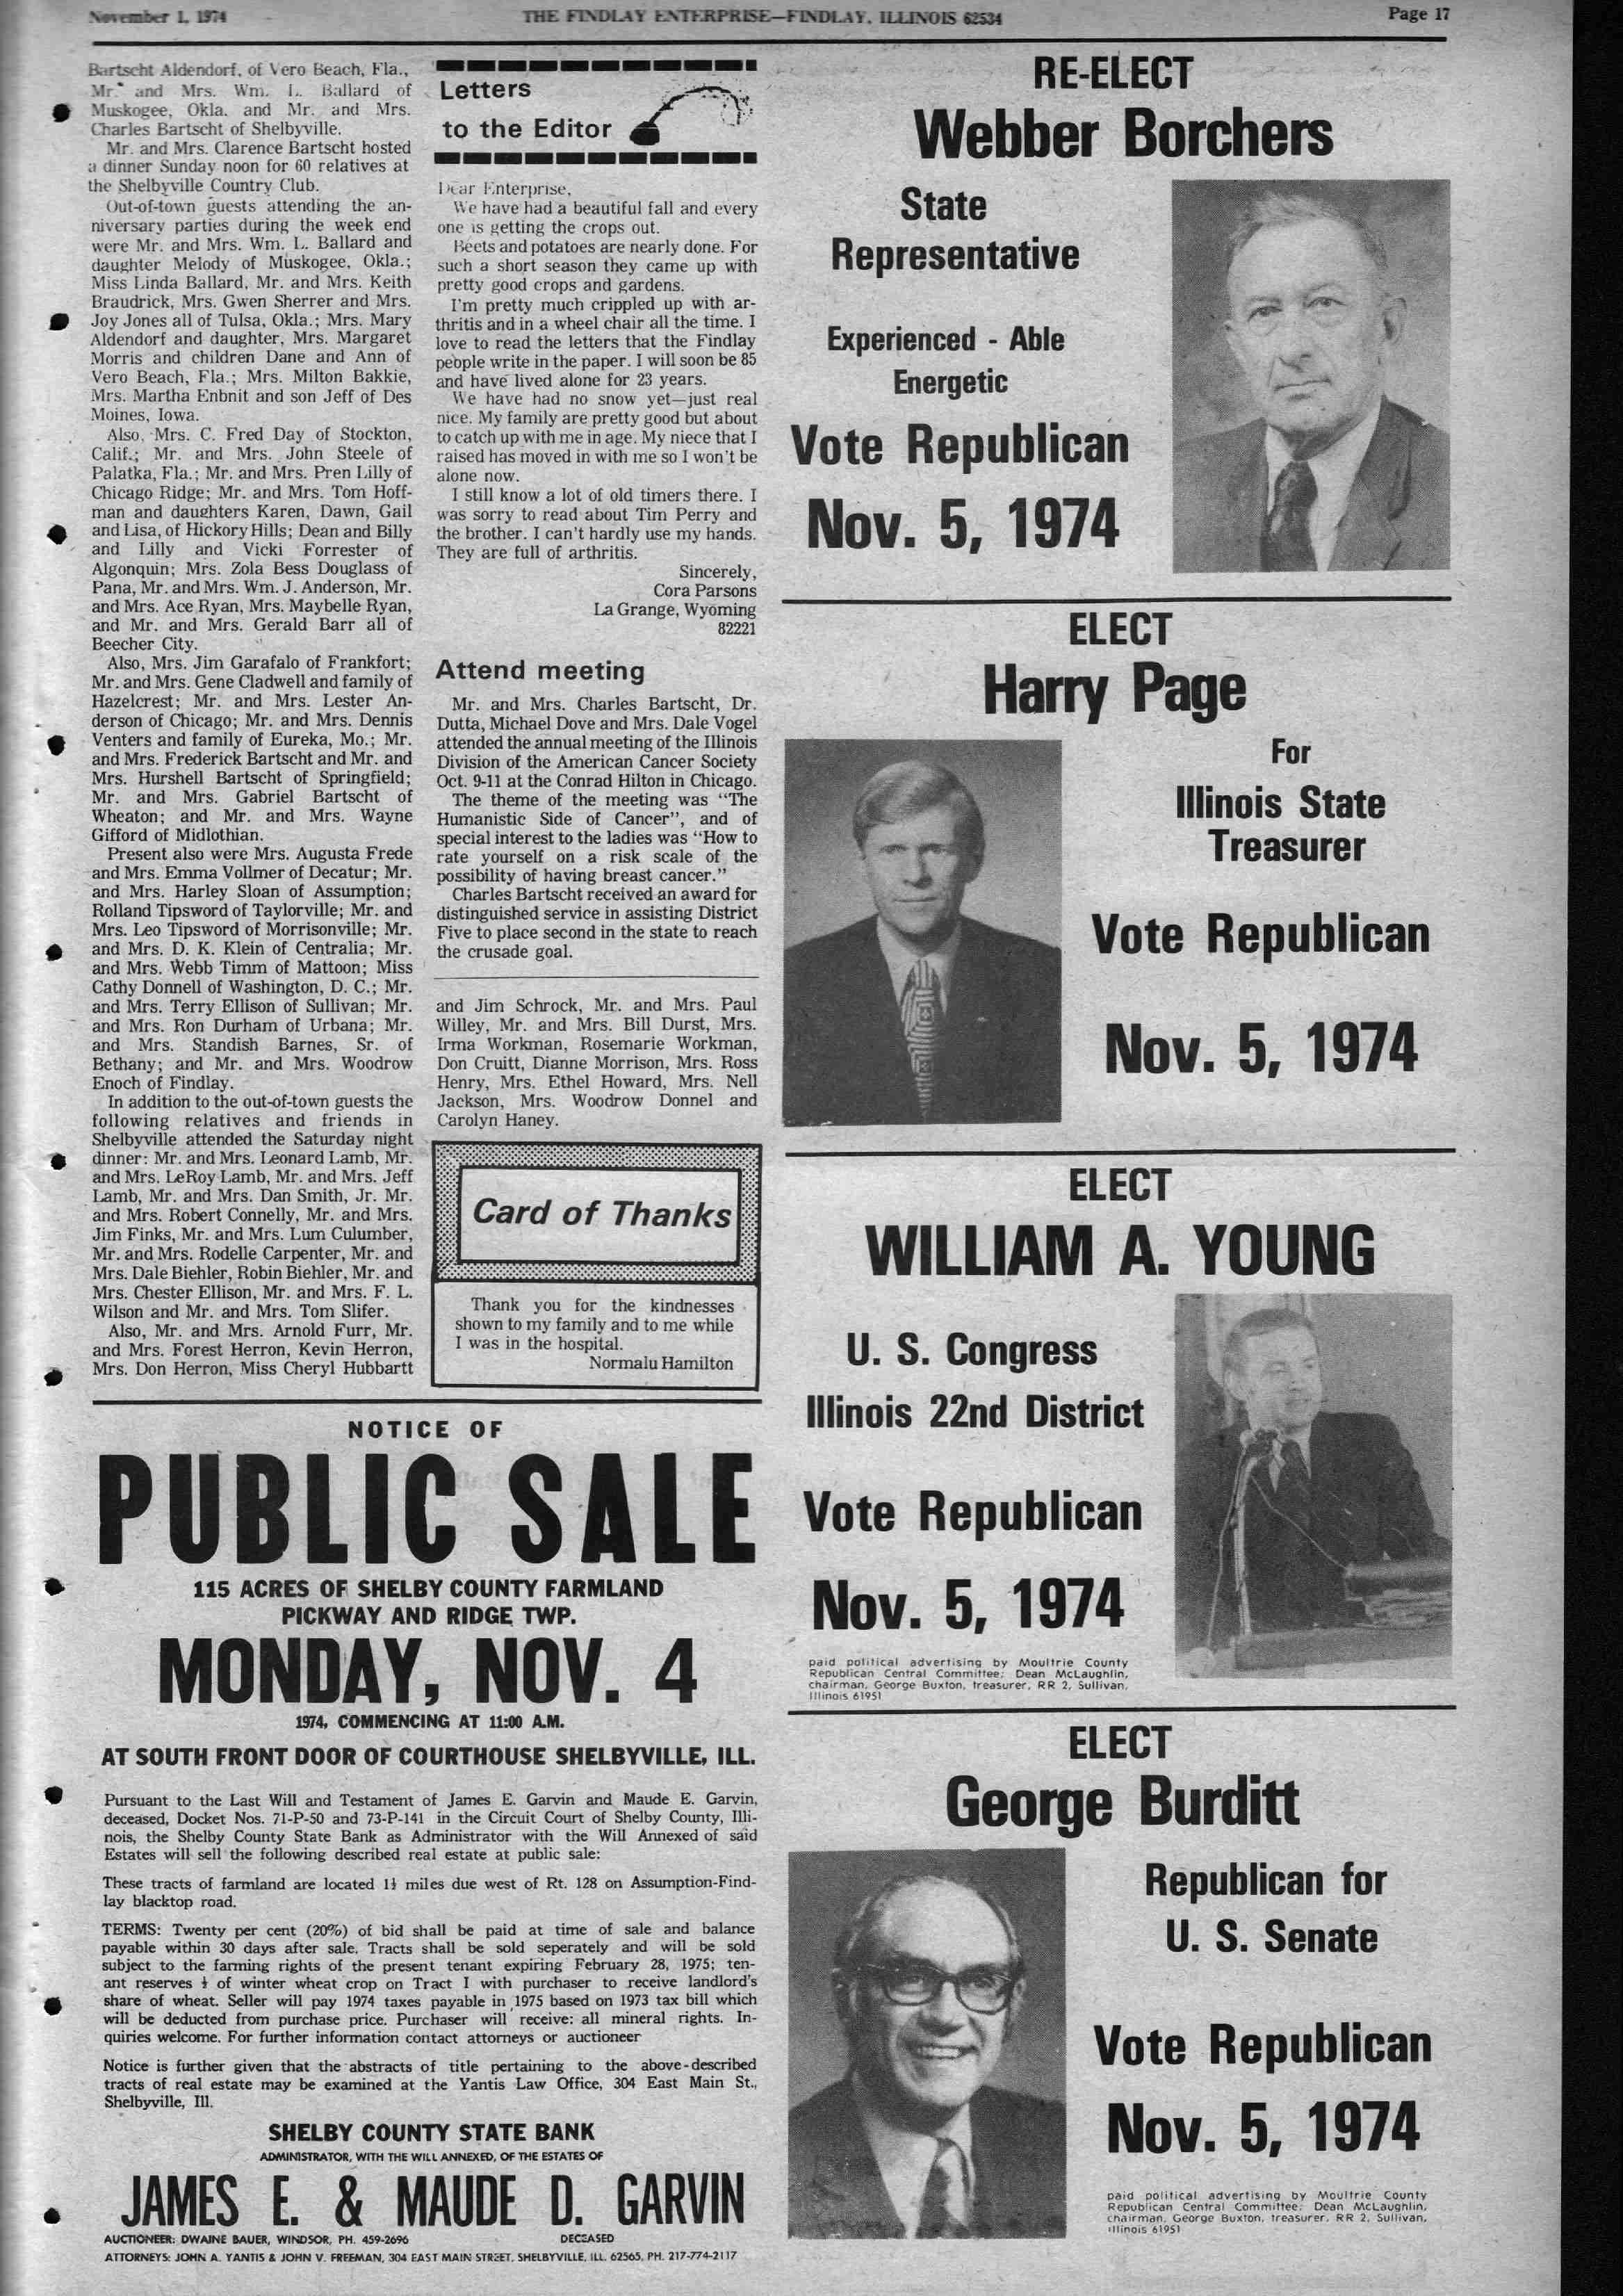 November 1, 1974
THE FINDLAY ENTERPRISE—FINDLAY, ILLINOIS 62534
Page 17
Bartscht Aldendorf, of Vero Beach, Fla.,
Mr. and Mrs. Wm. L. Ballard of
Muskogee, Okla. and Mr. and Mrs.
Charles Bartscht of Shelbyville.
Mr. and Mrs. Clarence Bartscht hosted
a dinner Sunday noon for 60 relatives at
the Shelbyville Country Club.
Out-of-town guests attending the an-
niversary parties during the week end
were Mr. and Mrs. Wm. L. Ballard and
daughter Melody of Muskogee, Okla.;
Miss Linda Ballard, Mr. and Mrs. Keith
Braudrick, Mrs. Gwen Sherrer and Mrs.
Joy Jones all of Tulsa, Okla.; Mrs. Mary
Aldendorf and daughter, Mrs. Margaret
Morris and children Dane and Ann of
Vero Beach, Fla.; Mrs. Milton Bakkie,
Mrs. Martha Enbnit and son Jeff of Des
Moines, Iowa.
Also, Mrs. C. Fred Day of Stockton,
Calif.; Mr. and Mrs. John Steele of
Palatka, Fla.; Mr. and Mrs. Pren Lilly of
Chicago Ridge; Mr. and Mrs. Tom Hoff-
man and daughters Karen, Dawn, Gail
and Lisa, of Hickory Hills; Dean and Billy
and Lilly and Vicki Forrester of
Algonquin; Mrs. Zola Bess Douglass of
Pana, Mr. and Mrs. Wm. J. Anderson, Mr.
and Mrs. Ace Ryan, Mrs. Maybelle Ryan,
and Mr. and Mrs. Gerald Barr all of
Beecher City.
Also, Mrs. Jim Garafalo of Frankfort;
Mr. and Mrs. Gene Cladwell and family of
Hazelcrest; Mr. and Mrs. Lester An-
derson of Chicago; Mr. and Mrs. Dennis
Venters and family of Eureka, Mo.; Mr.
and Mrs. Frederick Bartscht and Mr. and
Mrs. Hurshell Bartscht of Springfield;
Mr. and Mrs. Gabriel Bartscht of
Wheaton; and Mr. and Mrs. Wayne
Gifford of Midlothian.
Present also were Mrs. Augusta Frede
and Mrs. Emma Vollmer of Decatur; Mr.
and Mrs. Harley Sloan of Assumption;
Rolland Tipsword of Taylorville; Mr. and
Mrs. Leo Tipsword of Morrisonville; Mr.
and Mrs. D. K. Klein of Centralia; Mr.
and Mrs. Webb Timm of Mattoon; Miss
Cathy Donnell of Washington, D. C.; Mr.
and Mrs. Terry Ellison of Sullivan; Mr.
and Mrs. Ron Durham of Urbana; Mr.
and Mrs. Standish Barnes, Sr. of
Bethany; and Mr. and Mrs. Woodrow
Enoch of Findlay.
In addition to the out-of-town guests the
following relatives and friends in
Shelbyville attended the Saturday night
dinner: Mr. and Mrs. Leonard Lamb, Mr.
and Mrs. LeRoy Lamb, Mr. and Mrs. Jeff
Lamb, Mr. and Mrs. Dan Smith, Jr. Mr.
and Mrs. Robert Connelly, Mr. and Mrs.
Jim Finks, Mr. and Mrs. Lum Culumber,
Mr. and Mrs. Rodelle Carpenter, Mr. and
Mrs. Dale Biehler, Robin Biehler, Mr. and
Mrs. Chester Ellison, Mr. and Mrs. F. L.
Wilson and Mr. and Mrs. Tom Slifer.
Also, Mr. and Mrs. Arnold Furr, Mr.
and Mrs. Forest Herron, Kevin Herron,
Mrs. Don Herron, Miss Cheryl Hubbartt
Letters
to the Editor
Dear Enterprise,
We have had a beautiful fall and every
one is getting the crops out.
Beets and potatoes are nearly done. For
such a short season they came up with
pretty good crops and gardens.
I'm pretty much crippled up with ar-
thritis and in a wheel chair all the time. I
love to read the letters that the Findlay
people write in the paper. I will soon be 85
and have lived alone for 23 years.
We have had no snow yet—just real
nice. My family are pretty good but about
to catch up with me in age. My niece that I
raised has moved in with me so I won't be
alone now.
I still know a lot of old timers there. I
was sorry to read about Tim Perry and
the brother. I can't hardly use my hands.
They are full of arthritis.
Sincerely,
Cora Parsons
La Grange, Wyoming
82221
Attend meeting
Mr. and Mrs. Charles Bartscht, Dr.
Dutta, Michael Dove and Mrs. Dale Vogel
attended the annual meeting of the Illinois
Division of the American Cancer Society
Oct. 9-11 at the Conrad Hilton in Chicago.
The theme of the meeting was "The
Humanistic Side of Cancer", and of
special interest to the ladies was "How to
rate yourself on a risk scale of the
possibility of having breast cancer."
Charles Bartscht received an award for
distinguished service in assisting District
Five to place second in the state to reach
the crusade goal.
and Jim Schrock, Mr. and Mrs. Paul
Willey, Mr. and Mrs. Bill Durst, Mrs.
Irma Workman, Rosemarie Workman,
Don Cruitt, Dianne Morrison, Mrs. Ross
Henry, Mrs. Ethel Howard, Mrs. Nell
Jackson, Mrs. Woodrow Donnel and
Carolyn Haney.
Card of Thanks
Thank you for the kindnesses
shown to my family and to me while
I was in the hospital.
Normalu Hamilton
NOTICE OF
PUBLIC SALE
115 ACRES OF SHELBY COUNTY FARMLAND
PICKWAY AND RIDGE TWP.
MONDAY, NOV. 4
1974, COMMENCING AT 11:00 A.M.
AT SOUTH FRONT DOOR OF COURTHOUSE SHELBYVILLE, ILL.
Pursuant to the Last Will and Testament of James E. Garvin and Maude E. Garvin,
deceased, Docket Nos. 71-P-50 and 73-P-141 in the Circuit Court of Shelby County, Illi-
nois, the Shelby County State Bank as Administrator with the Will Annexed of said
Estates will sell the following described real estate at public sale:
These tracts of farmland are located 1½ miles due west of Rt. 128 on Assumption-Find-
lay blacktop road.
TERMS: Twenty per cent (20%) of bid shall be paid at time of sale and balance
payable within 30 days after sale. Tracts shall be sold seperately and will be sold
subject to the farming rights of the present tenant expiring February 28, 1975; ten-
ant reserves of winter wheat crop on Tract I with purchaser to receive landlord's
share of wheat. Seller will pay 1974 taxes payable in 1975 based on 1973 tax bill which
will be deducted from purchase price. Purchaser will receive: all mineral rights. In-
quiries welcome. For further information contact attorneys or auctioneer
Notice is further given that the abstracts of title pertaining to the above-described
tracts of real estate may be examined at the Yantis Law Office, 304 East Main St.,
Shelbyville, Ill.
SHELBY COUNTY STATE BANK
ADMINISTRATOR, WITH THE WILL ANNEXED, OF THE ESTATES OF
JAMES E. & MAUDE D. GARVIN
AUCTIONEER: DWAINE BAUER, WINDSOR, PH. 459-2696
DECEASED
ATTORNEYS: JOHN A. YANTIS & JOHN V. FREEMAN, 304 EAST MAIN STREET, SHELBYVILLE, ILL. 62565, PH. 217-774-2117
RE-ELECT
Webber Borchers
State
Representative
Experienced - Able
Energetic
Vote Republican
Nov. 5, 1974
ELECT
Harry Page
For
Illinois State
Treasurer
Vote Republican
Nov. 5, 1974
ELECT
WILLIAM A. YOUNG
U. S. Congress
Illinois 22nd District
Vote Republican
Nov. 5, 1974
paid political advertising by Moultrie County
Republican Central Committee; Dean McLaughlin,
chairman, George Buxton, treasurer, RR 2, Sullivan,
Illinois 61951
ELECT
George Burditt
Republican for
U. S. Senate
Vote Republican
Nov. 5, 1974
paid political advertising by Moultrie County
Republican Central Committee; Dean McLaughlin,
chairman, George Buxton, treasurer, RR 2, Sullivan,
Illinois 61951